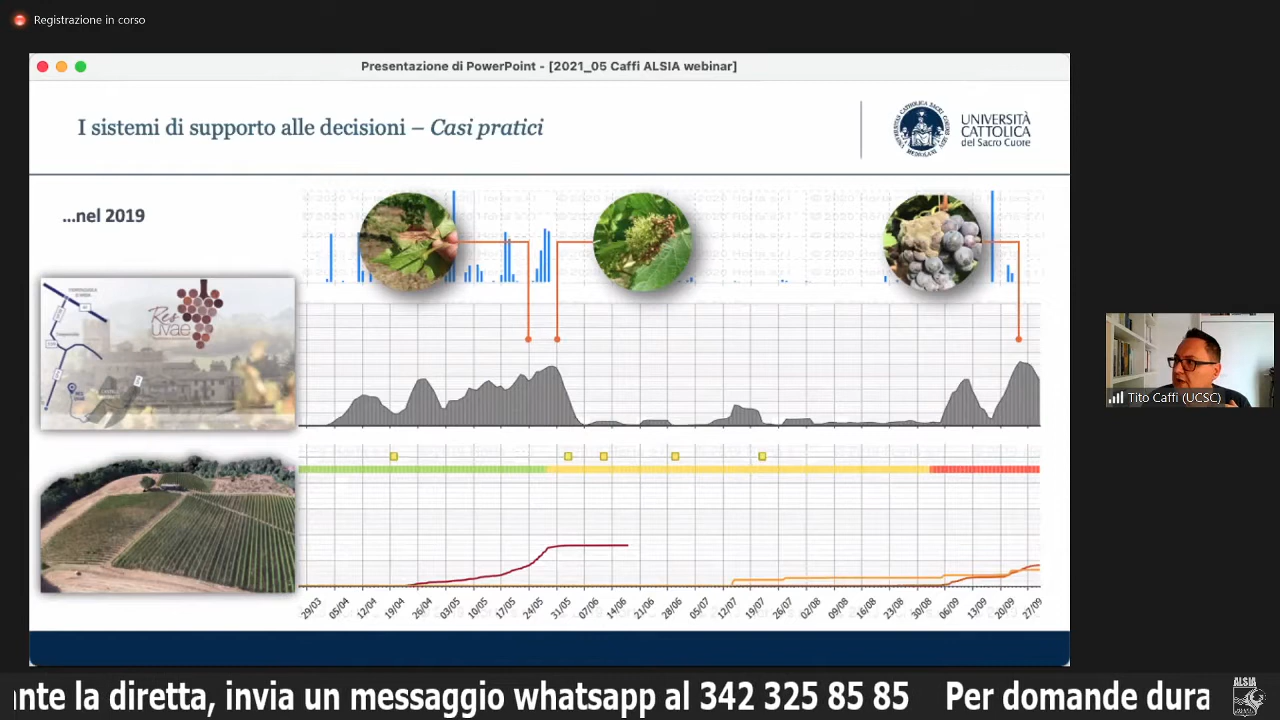 Registrazione in corso
Presentazione di PowerPoint - [2021_05 Caffi ALSIA webinar]
I sistemi di supporto alle decisioni – Casi pratici
UNIVERSITÀ
CATTOLICA
del Sacro Cuore
...nel 2019
Res
uvae
Tito Caffi (UCSC)
29/03 05/04 12/04 19/04 26/04 03/05 10/05 17/05 24/05 31/05 07/06 14/06 21/06 28/06 05/07 12/07 19/07 26/07 02/08 09/08 16/08 23/08 30/08 06/09 13/09 20/09 27/09
nte la diretta, invia un messaggio whatsapp al 342 325 85 85 Per domande dura
ALSIA